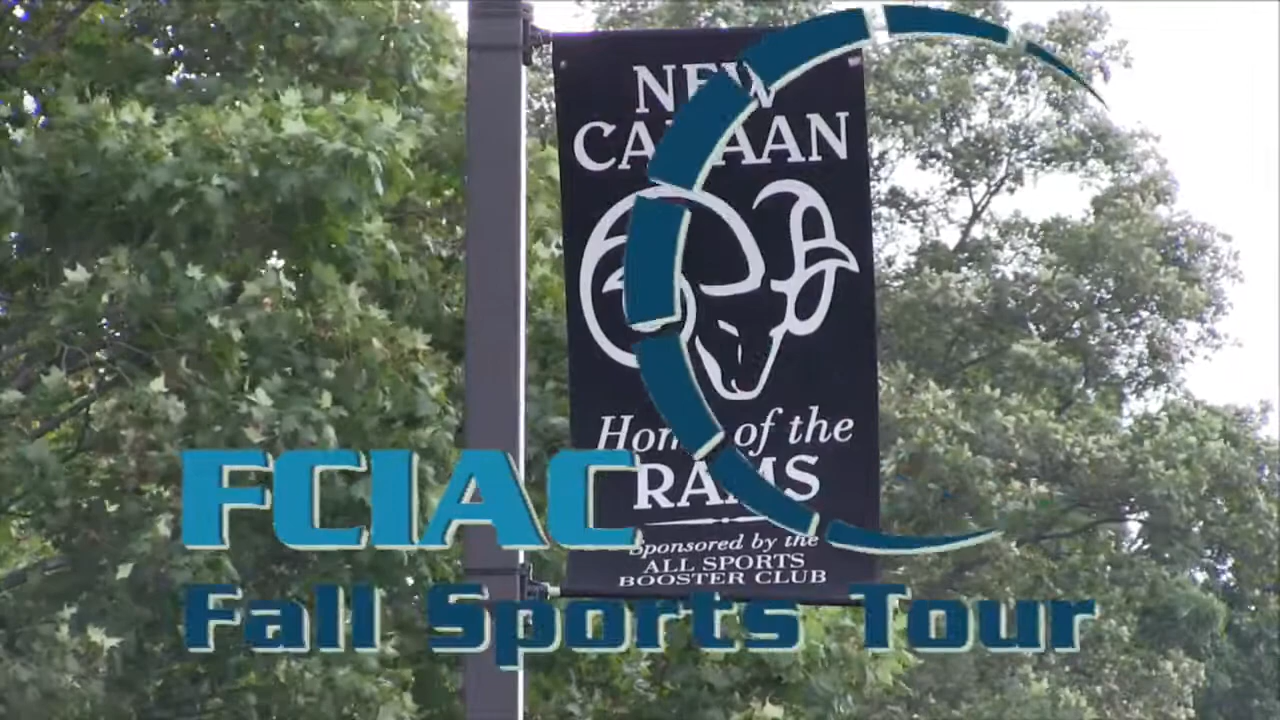 NEW
CANAAN
Home of the
RAMS
Sponsored by the
ALL SPORTS
BOOSTER CLUB
FCIAC
Fall Sports Tour